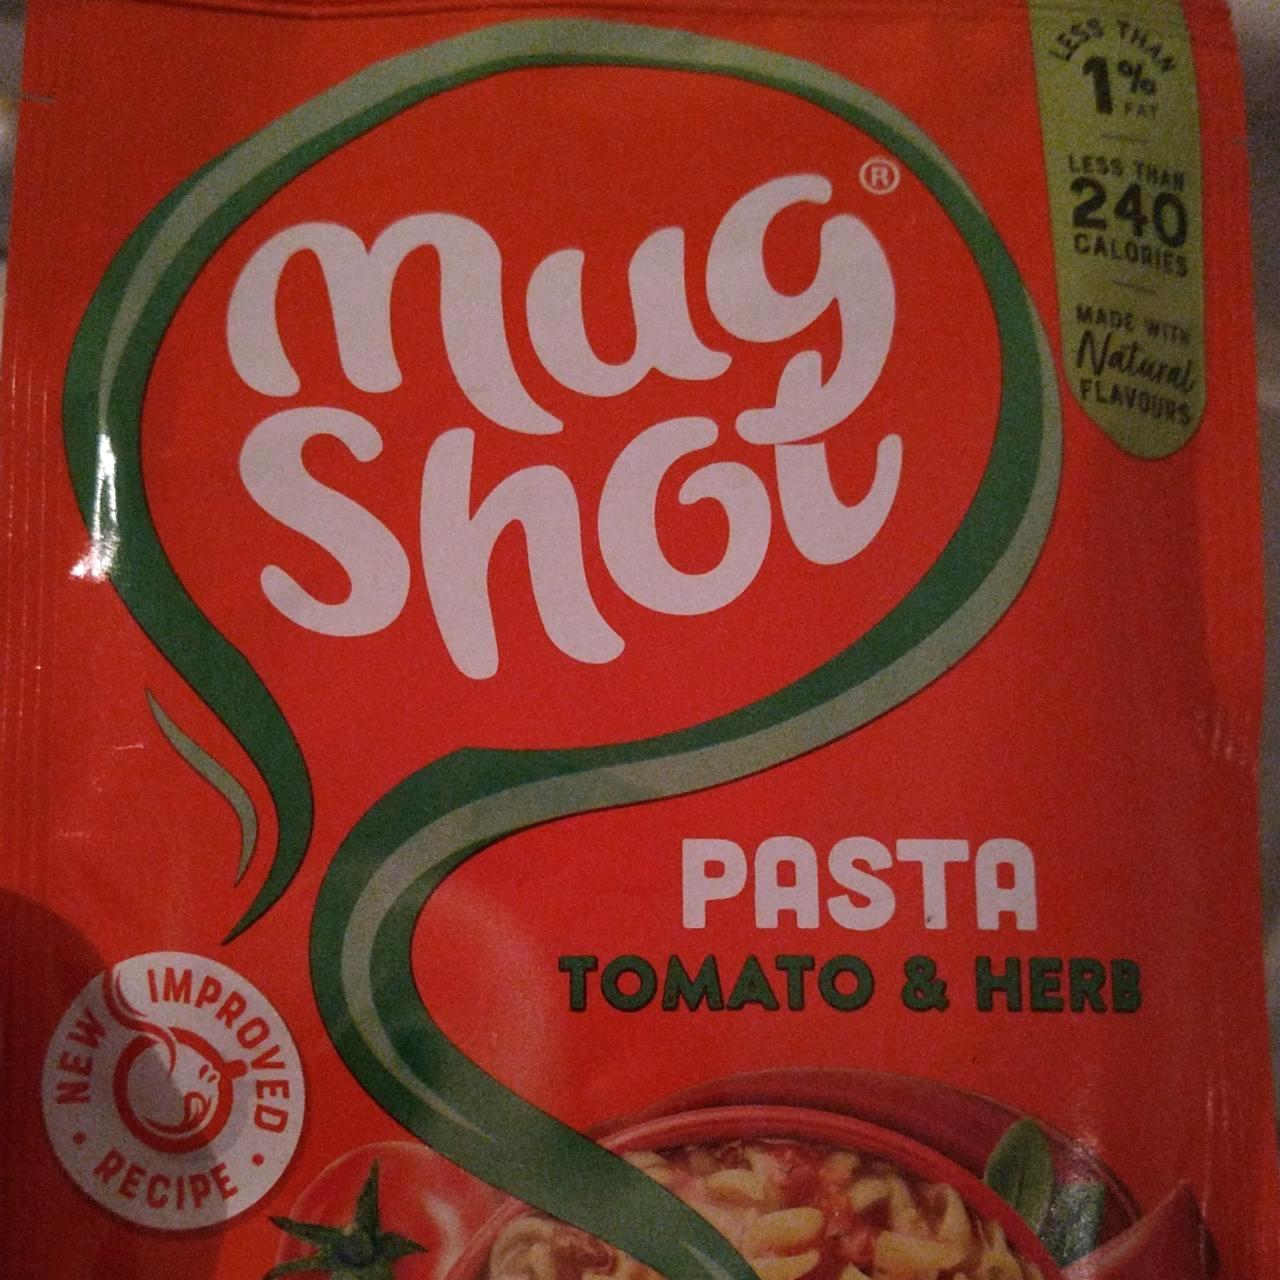 mug
Shot
®
LESS THAN
1%
FAT
LESS THAN
240
CALORIES
MADE WITH
Natural
FLAVOURS
PASTA
TOMATO & HERB
NEW IMPROVED
RECIPE